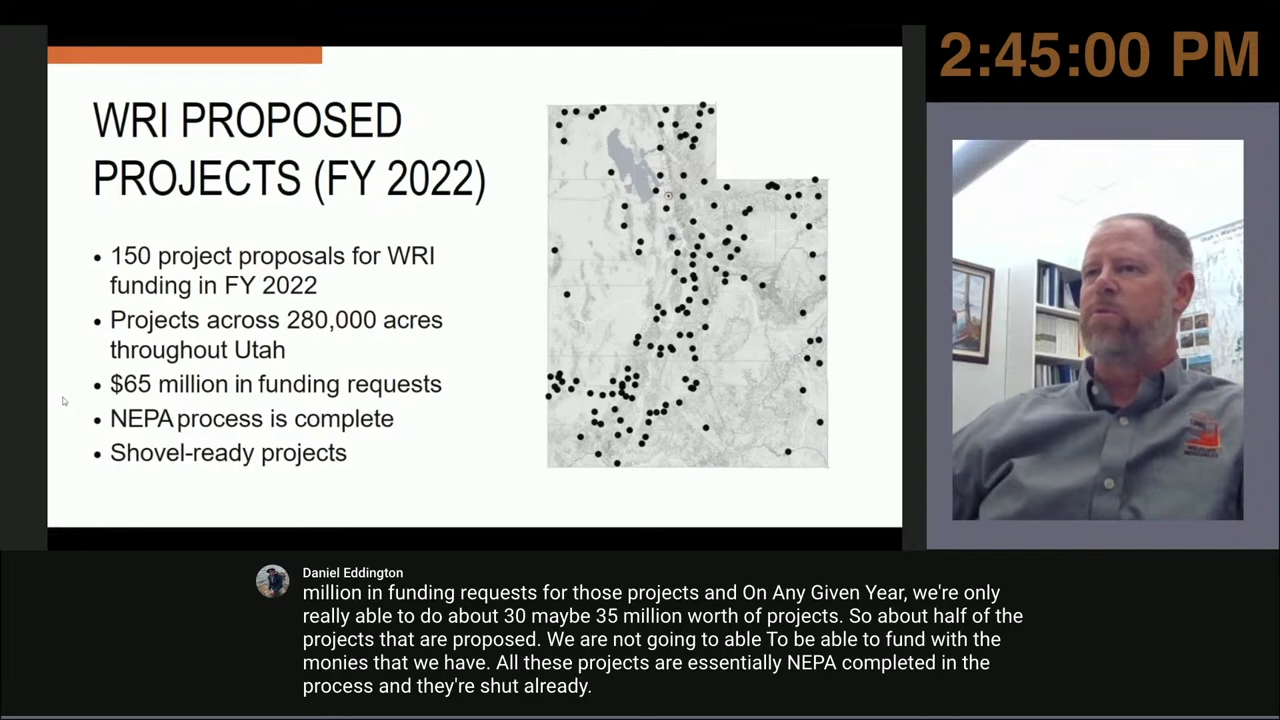 2:45:00 PM
WRI PROPOSED
PROJECTS (FY 2022)
• 150 project proposals for WRI
funding in FY 2022
• Projects across 280,000 acres
throughout Utah
• $65 million in funding requests
• NEPA process is complete
• Shovel-ready projects
Daniel Eddington
million in funding requests for those projects and On Any Given Year, we're only
really able to do about 30 maybe 35 million worth of projects. So about half of the
projects that are proposed. We are not going to able To be able to fund with the
monies that we have. All these projects are essentially NEPA completed in the
process and they're shut already.